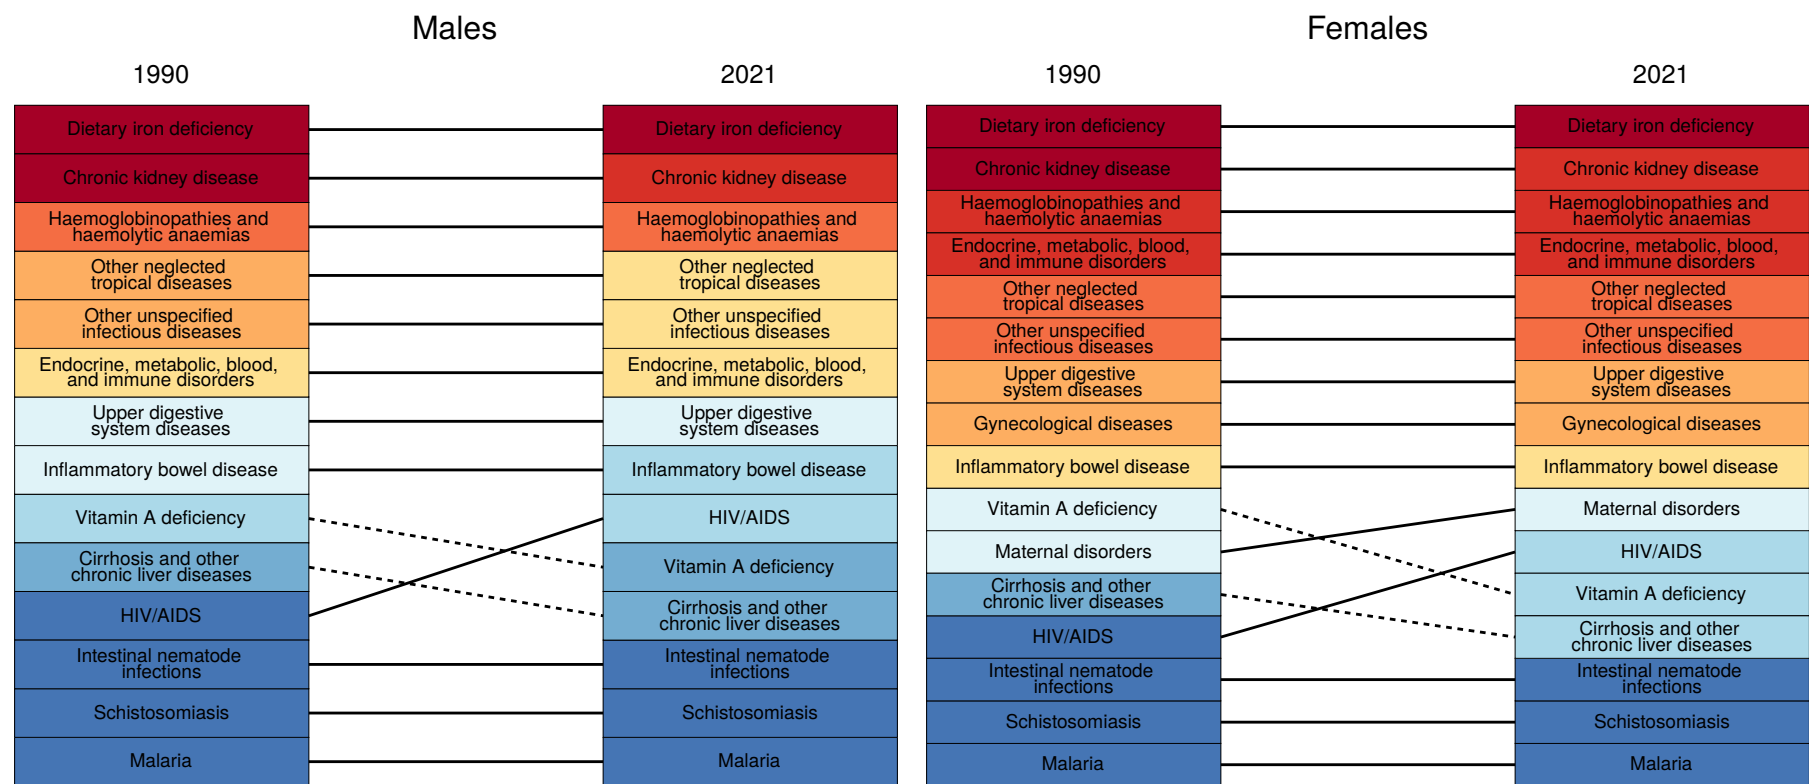 Males
1990
2021
Dietary iron deficiency
Chronic kidney disease
Haemoglobinopathies and
haemolytic anaemias
Other neglected
tropical diseases
Other unspecified
infectious diseases
Endocrine, metabolic, blood,
and immune disorders
Upper digestive
system diseases
Inflammatory bowel disease
Vitamin A deficiency
Cirrhosis and other
chronic liver diseases
HIV/AIDS
Intestinal nematode
infections
Schistosomiasis
Malaria
Dietary iron deficiency
Chronic kidney disease
Haemoglobinopathies and
haemolytic anaemias
Other neglected
tropical diseases
Other unspecified
infectious diseases
Endocrine, metabolic, blood,
and immune disorders
Upper digestive
system diseases
Inflammatory bowel disease
HIV/AIDS
Vitamin A deficiency
Cirrhosis and other
chronic liver diseases
Intestinal nematode
infections
Schistosomiasis
Malaria
Females
1990
2021
Dietary iron deficiency
Chronic kidney disease
Haemoglobinopathies and
haemolytic anaemias
Endocrine, metabolic, blood,
and immune disorders
Other neglected
tropical diseases
Other unspecified
infectious diseases
Upper digestive
system diseases
Gynecological diseases
Inflammatory bowel disease
Vitamin A deficiency
Maternal disorders
Cirrhosis and other
chronic liver diseases
HIV/AIDS
Intestinal nematode
infections
Schistosomiasis
Malaria
Dietary iron deficiency
Chronic kidney disease
Haemoglobinopathies and
haemolytic anaemias
Endocrine, metabolic, blood,
and immune disorders
Other neglected
tropical diseases
Other unspecified
infectious diseases
Upper digestive
system diseases
Gynecological diseases
Inflammatory bowel disease
Maternal disorders
HIV/AIDS
Vitamin A deficiency
Cirrhosis and other
chronic liver diseases
Intestinal nematode
infections
Schistosomiasis
Malaria